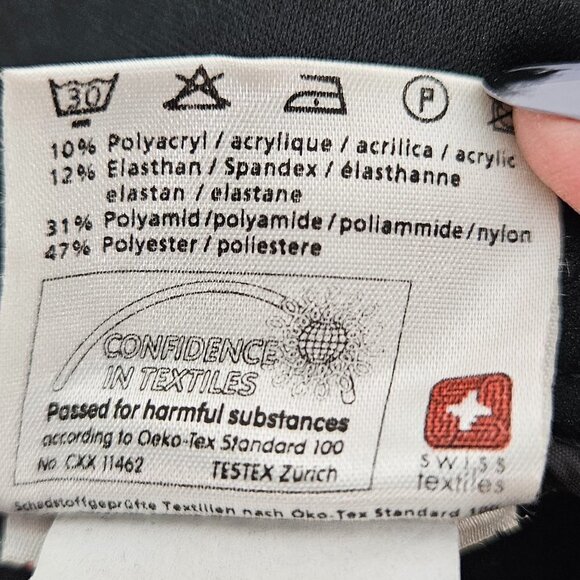 30 P
10% Polyacryl / acrylique / acrilica / acrylic
12% Elasthan / Spandex / élasthanne
elastan / elastane
31% Polyamid/polyamide/poliammide/nylon
47% Polyester / poliestere
CONFIDENCE
IN TEXTILES
Passed for harmful substances
according to Oeko-Tex Standard 100
No. CXX 11462 TESTEX Zürich
swiss
textiles
Schadstoffgeprüfte Textilien nach Öko-Tex Standard